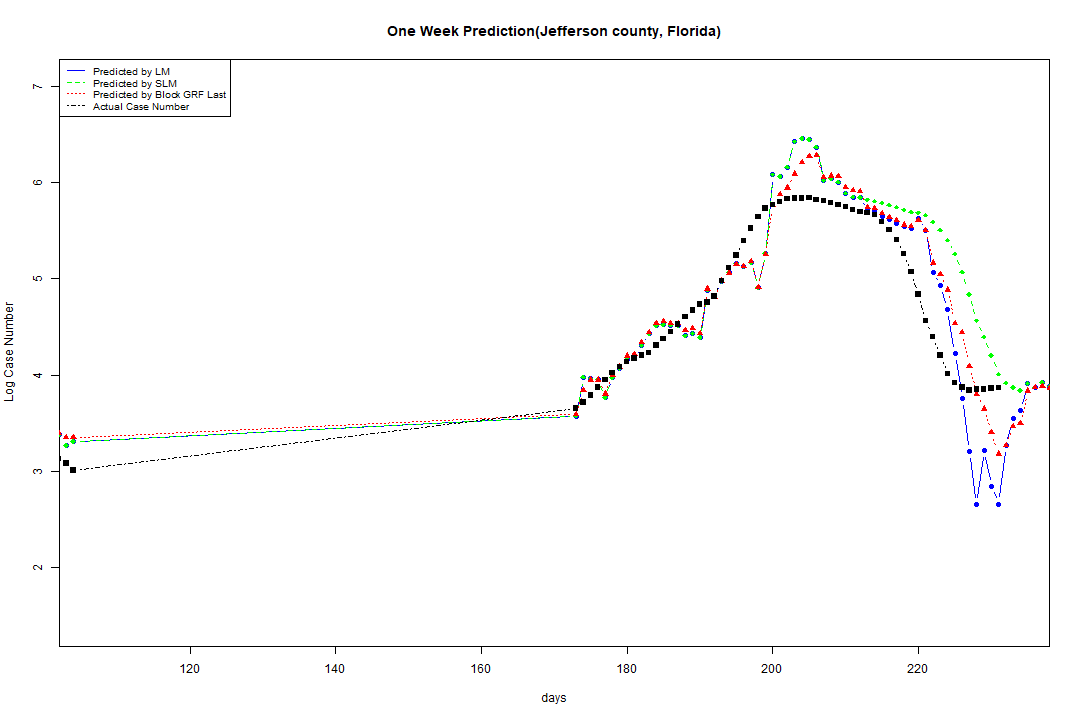 One Week Prediction(Jefferson county, Florida)
Predicted by LM
Predicted by SLM
Predicted by Block GRF Last
Actual Case Number
7
6
5
4
3
2
Log Case Number
120 140 160 180 200 220
days